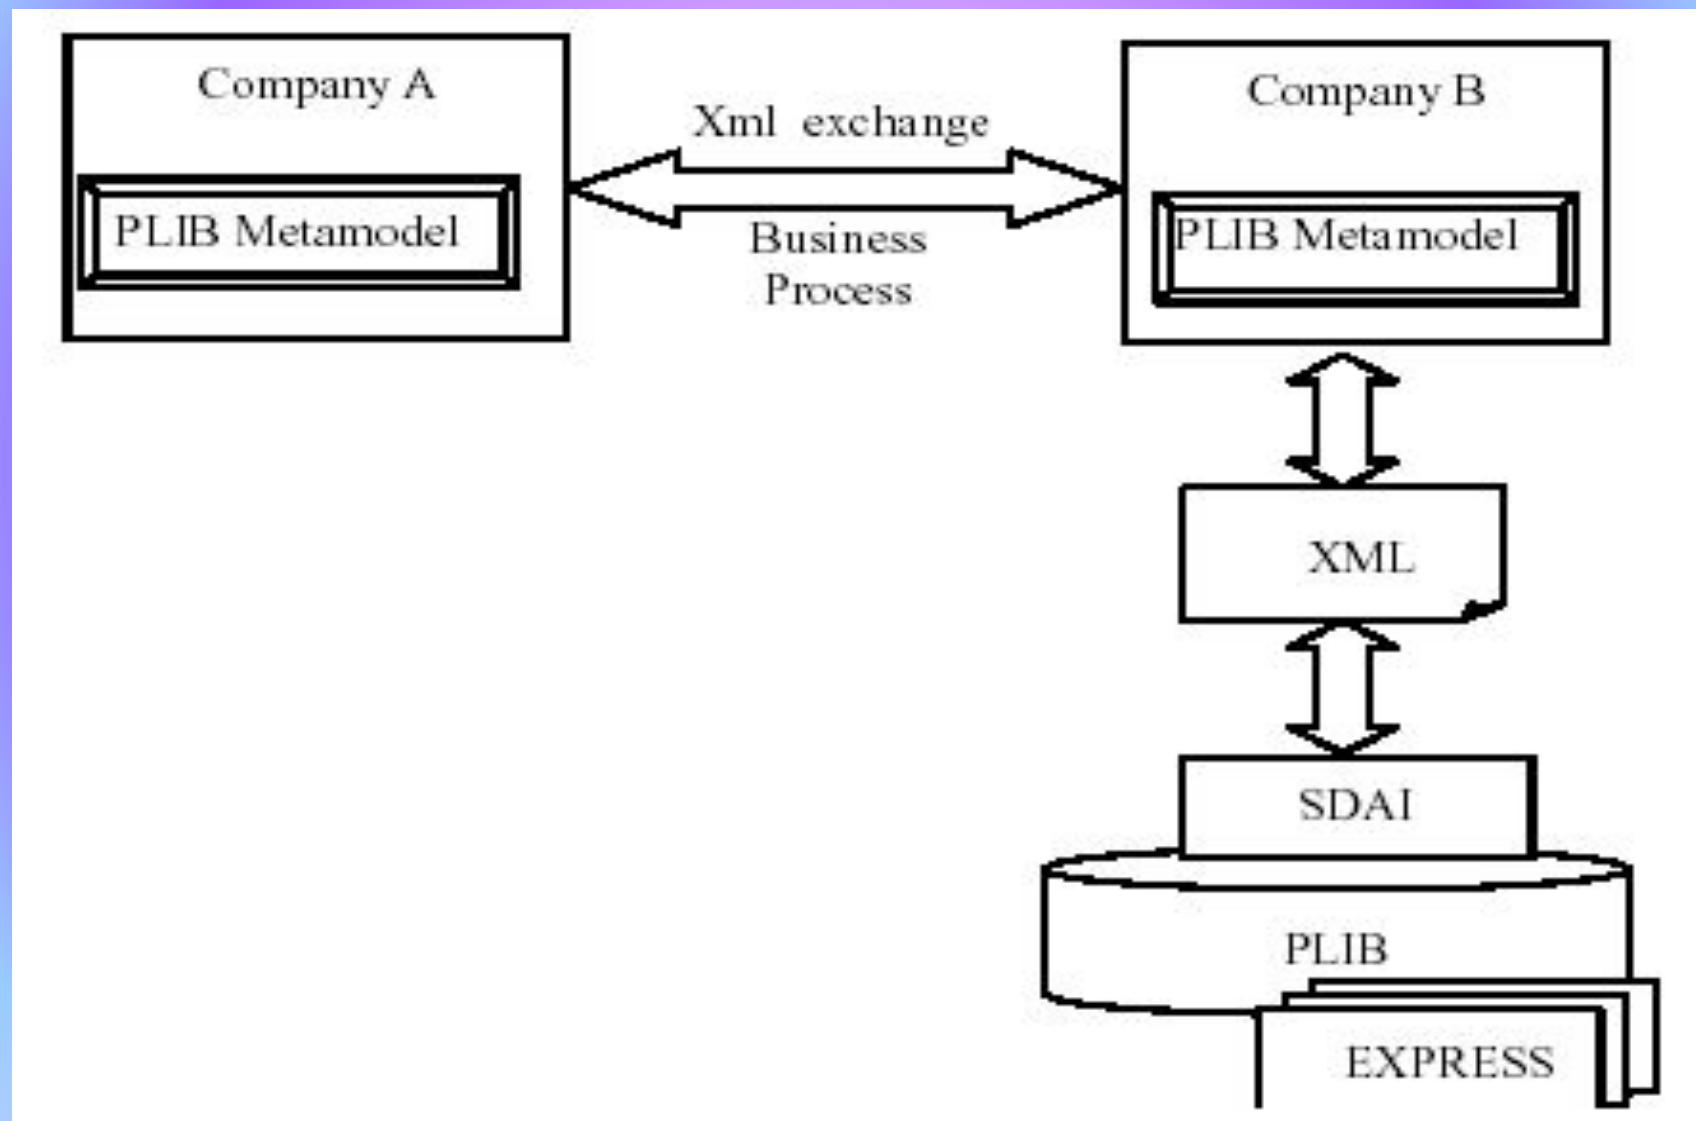 Company A
PLIB Metamodel
Xml exchange
Business
Process
Company B
PLIB Metamodel
XML
SDAI
PLIB
EXPRESS